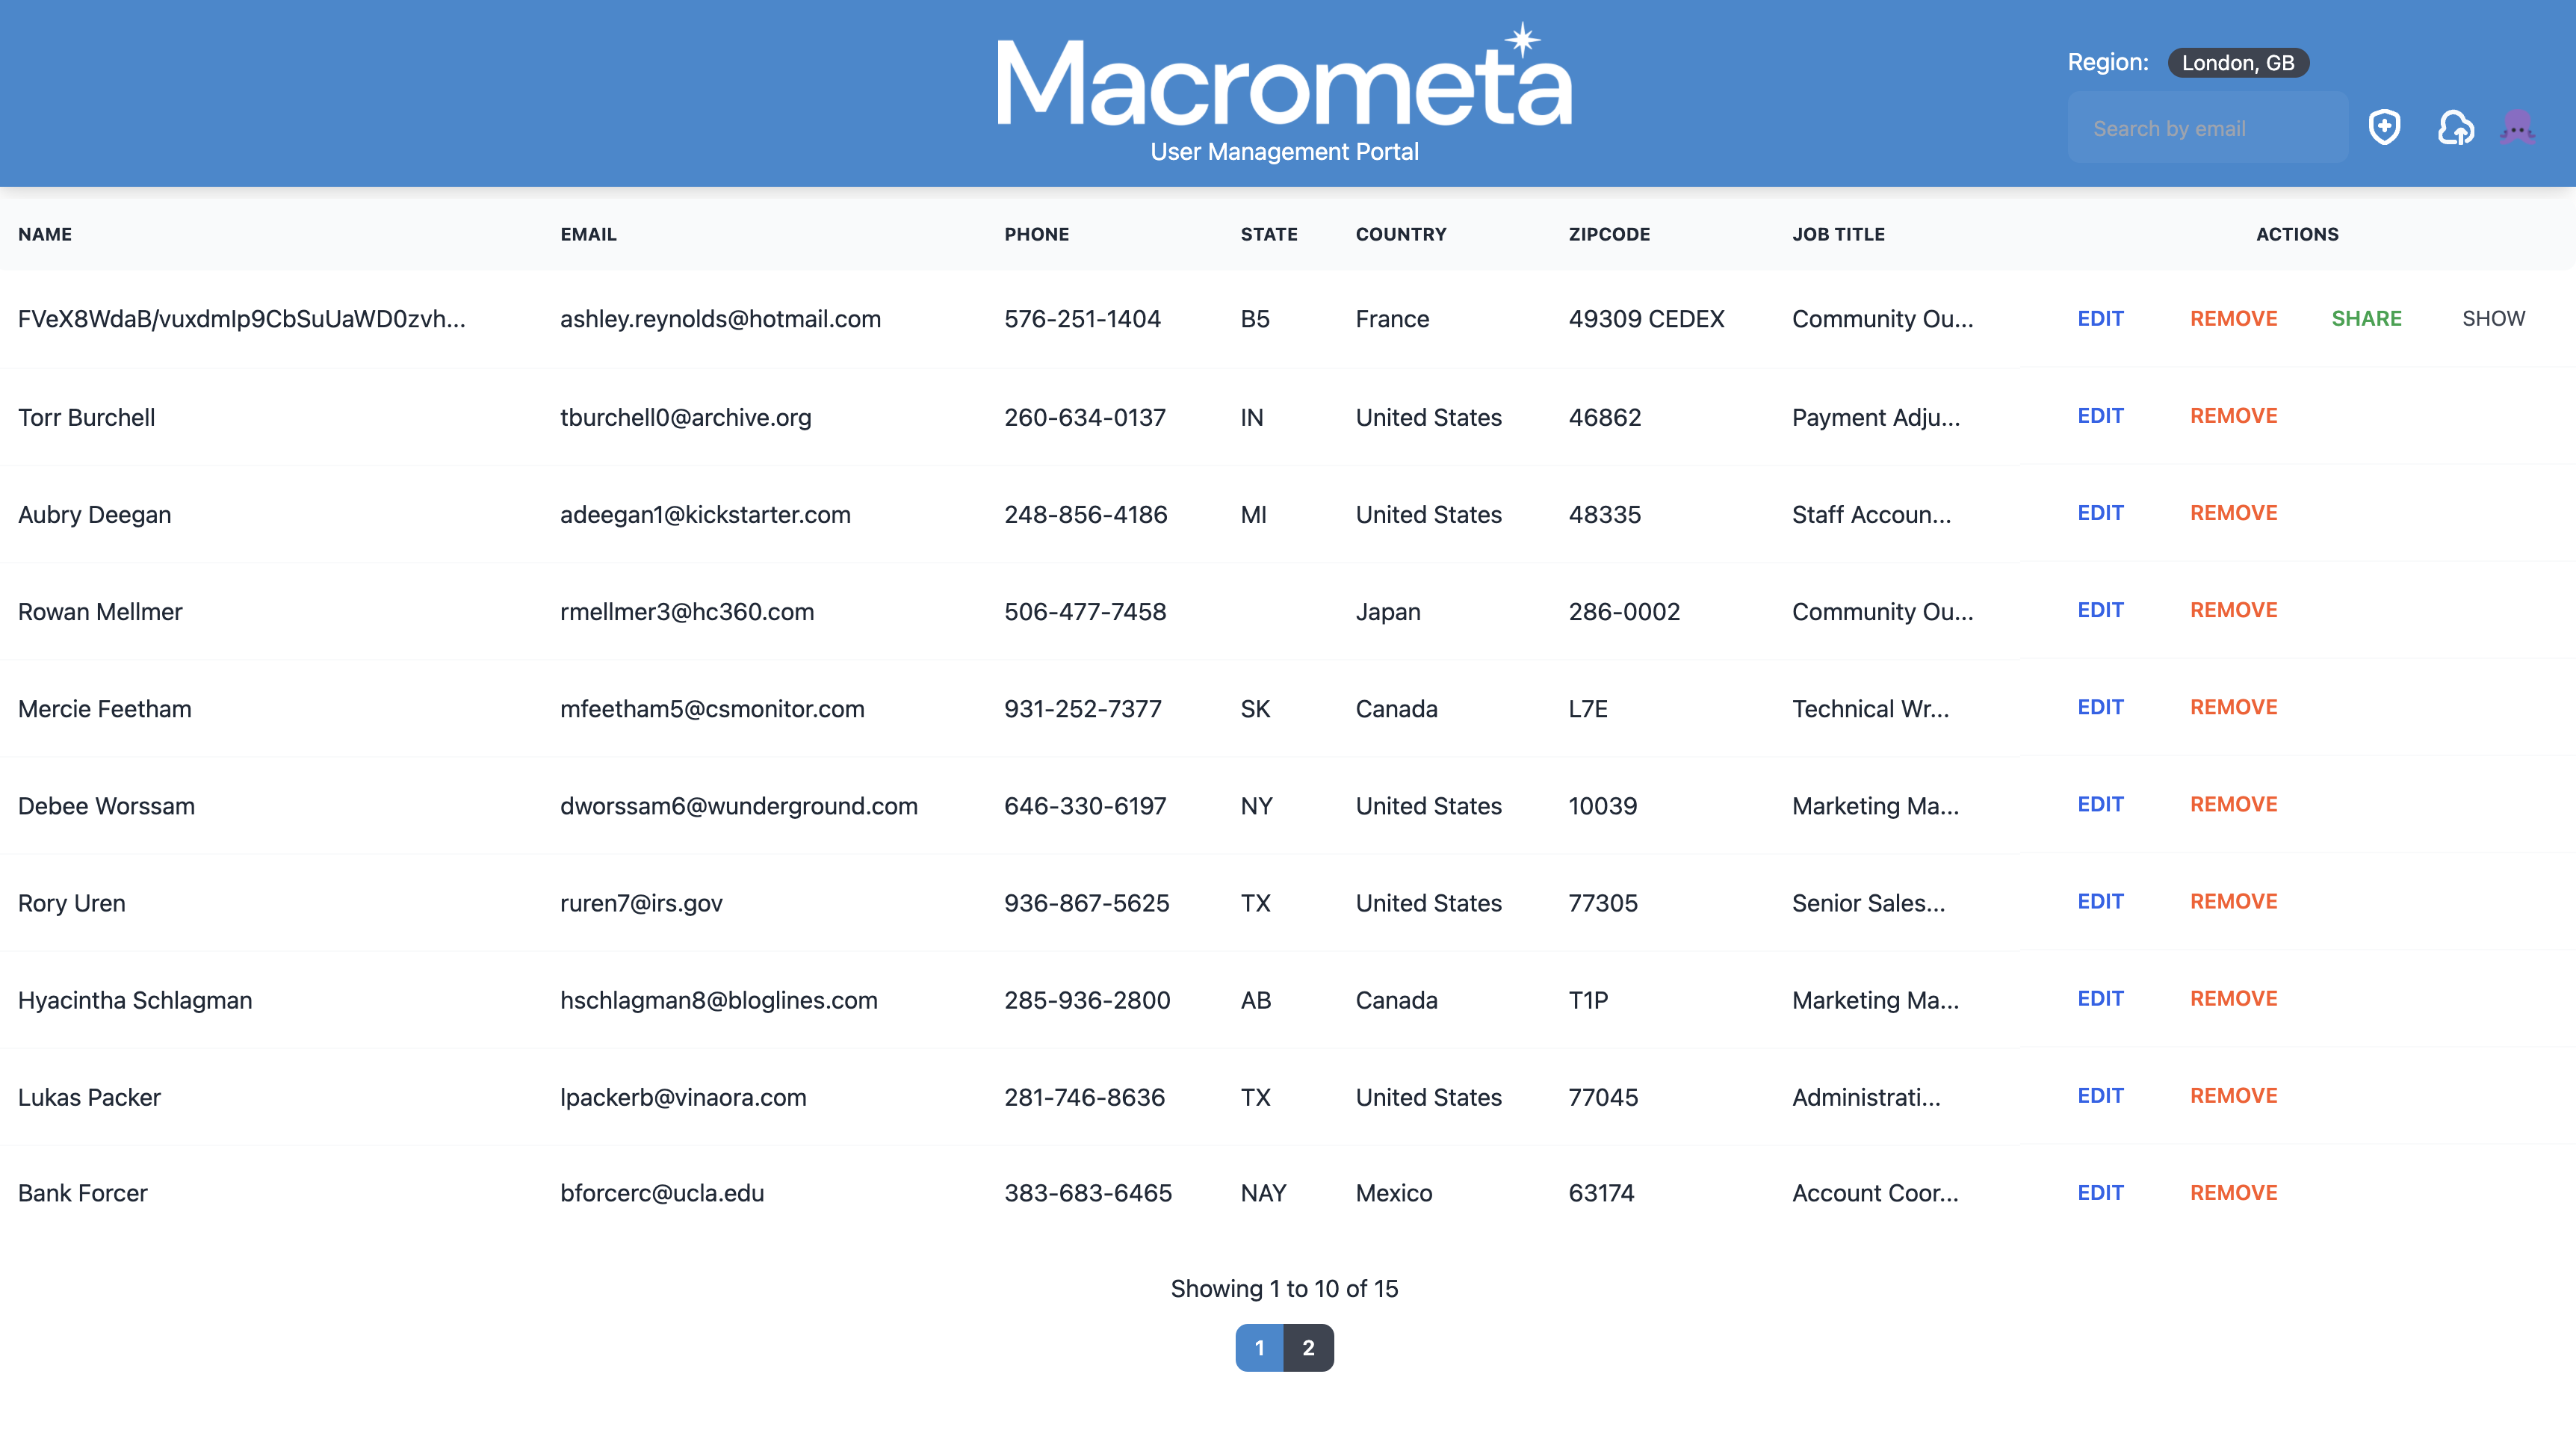 Macrometa
User Management Portal
Region: London, GB
Search by email
NAME EMAIL PHONE STATE COUNTRY ZIPCODE JOB TITLE ACTIONS
FVeX8WdaB/vuxdmIp9CbSuUaWD0zvh... ashley.reynolds@hotmail.com 576-251-1404 B5 France 49309 CEDEX Community Ou... EDIT REMOVE SHARE SHOW
Torr Burchell tburchell0@archive.org 260-634-0137 IN United States 46862 Payment Adju... EDIT REMOVE
Aubry Deegan adeegan1@kickstarter.com 248-856-4186 MI United States 48335 Staff Accoun... EDIT REMOVE
Rowan Mellmer rmellmer3@hc360.com 506-477-7458 Japan 286-0002 Community Ou... EDIT REMOVE
Mercie Feetham mfeetham5@csmonitor.com 931-252-7377 SK Canada L7E Technical Wr... EDIT REMOVE
Debee Worssam dworssam6@wunderground.com 646-330-6197 NY United States 10039 Marketing Ma... EDIT REMOVE
Rory Uren ruren7@irs.gov 936-867-5625 TX United States 77305 Senior Sales... EDIT REMOVE
Hyacintha Schlagman hschlagman8@bloglines.com 285-936-2800 AB Canada T1P Marketing Ma... EDIT REMOVE
Lukas Packer lpackerb@vinaora.com 281-746-8636 TX United States 77045 Administrati... EDIT REMOVE
Bank Forcer bforcerc@ucla.edu 383-683-6465 NAY Mexico 63174 Account Coor... EDIT REMOVE
Showing 1 to 10 of 15
1 2